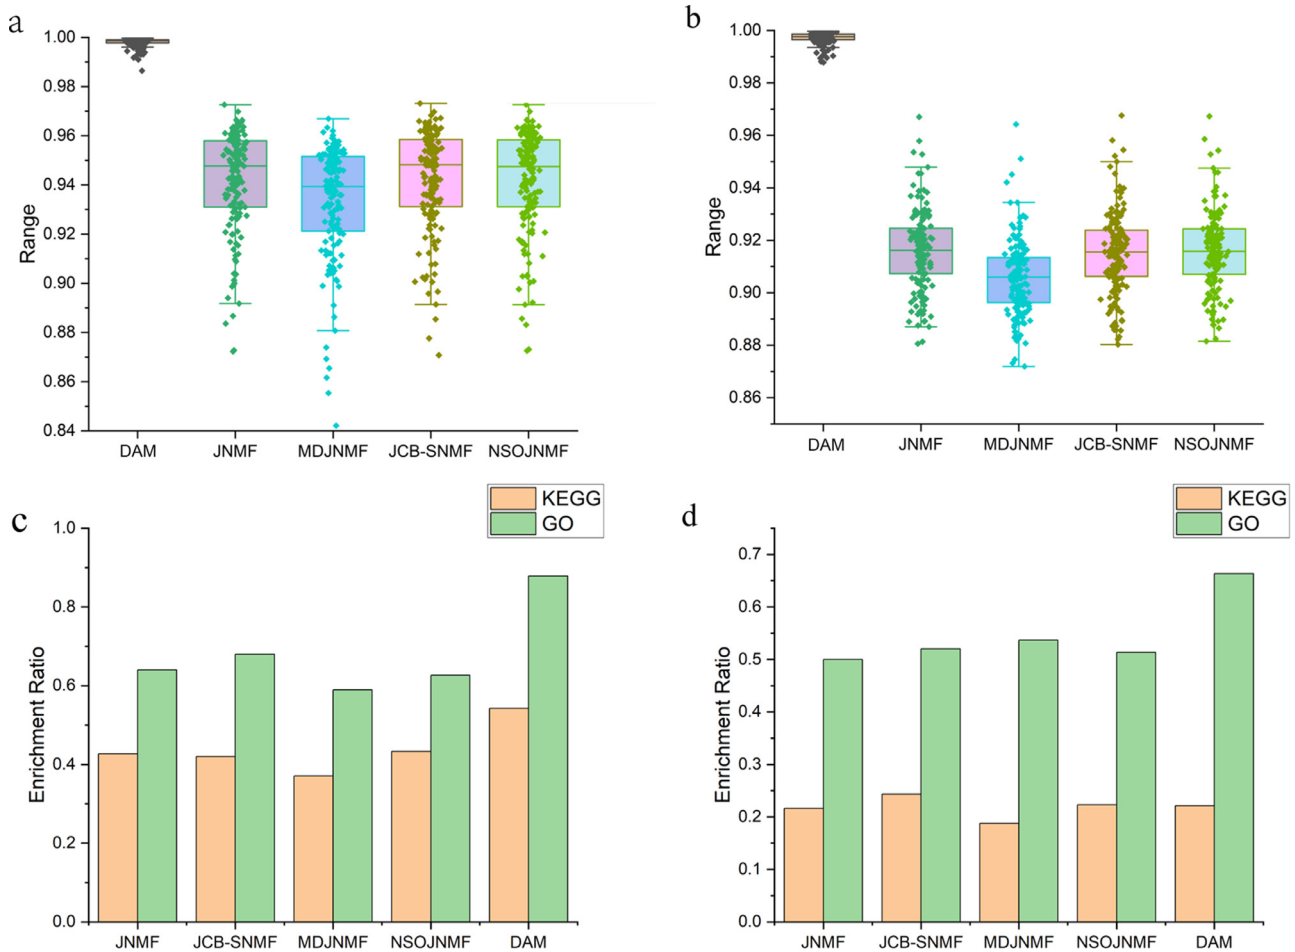 a
1.00
0.98
0.96
0.94
0.92
0.90
0.88
0.86
0.84
Range
DAM JNMF MDJNMF JCB-SNMF NSOJNMF
b
1.00
0.98
0.96
0.94
0.92
0.90
0.88
0.86
Range
DAM JNMF MDJNMF JCB-SNMF NSOJNMF
c
KEGG
GO
1.0
0.8
0.6
0.4
0.2
0.0
Enrichment Ratio
JNMF JCB-SNMF MDJNMF NSOJNMF DAM
d
KEGG
GO
0.7
0.6
0.5
0.4
0.3
0.2
0.1
0.0
Enrichment Ratio
JNMF JCB-SNMF MDJNMF NSOJNMF DAM